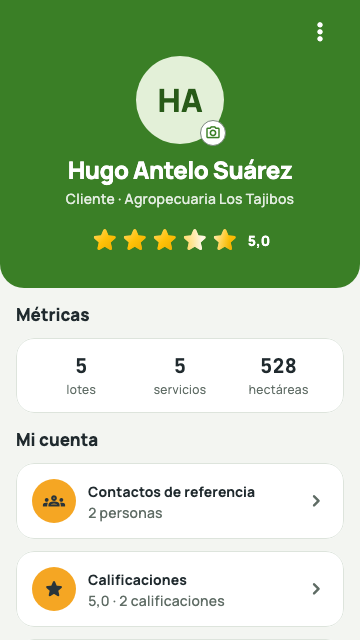 HA
Hugo Antelo Suárez
Cliente · Agropecuaria Los Tajibos
5,0
Métricas
5 5 528
lotes servicios hectáreas
Mi cuenta
Contactos de referencia
2 personas
Calificaciones
5,0 · 2 calificaciones